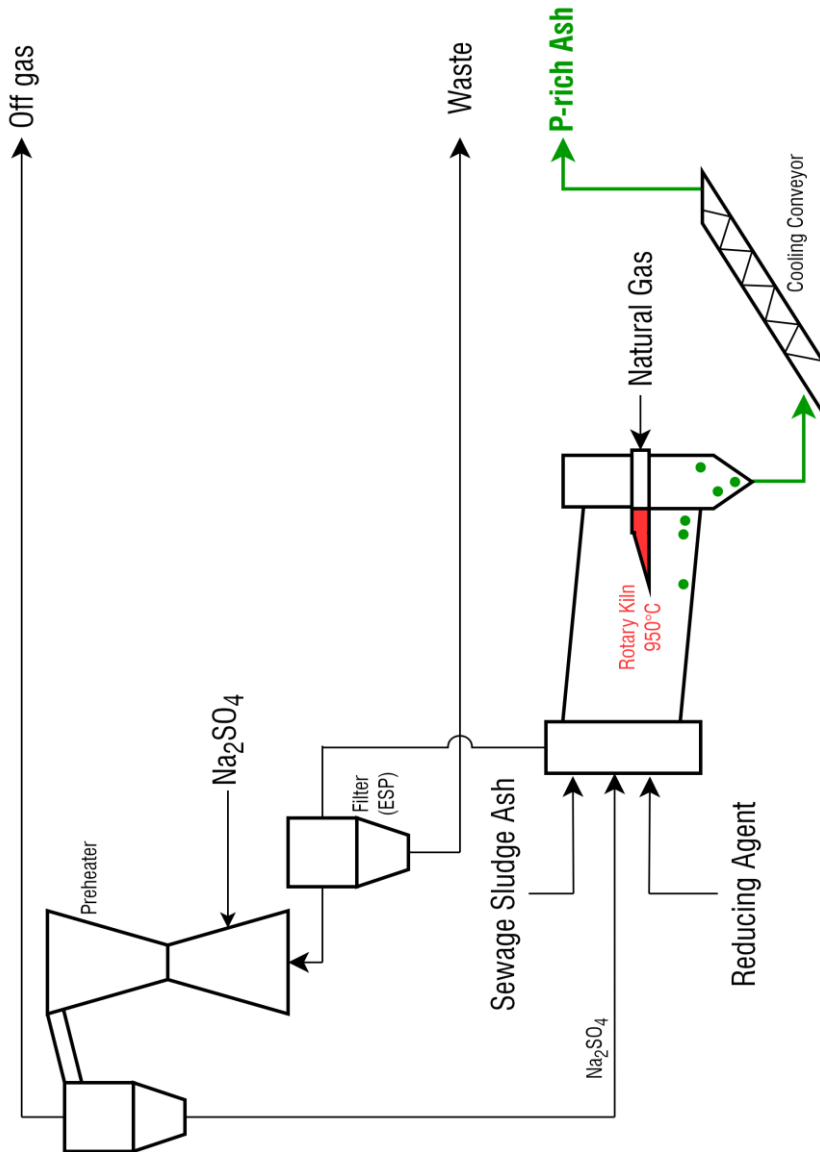 Off gas
Preheater
Na₂SO₄
Filter
(ESP)
Waste
P-rich Ash
Cooling Conveyor
Natural Gas
Rotary Kiln
950°C
Sewage Sludge Ash
Na₂SO₄
Reducing Agent